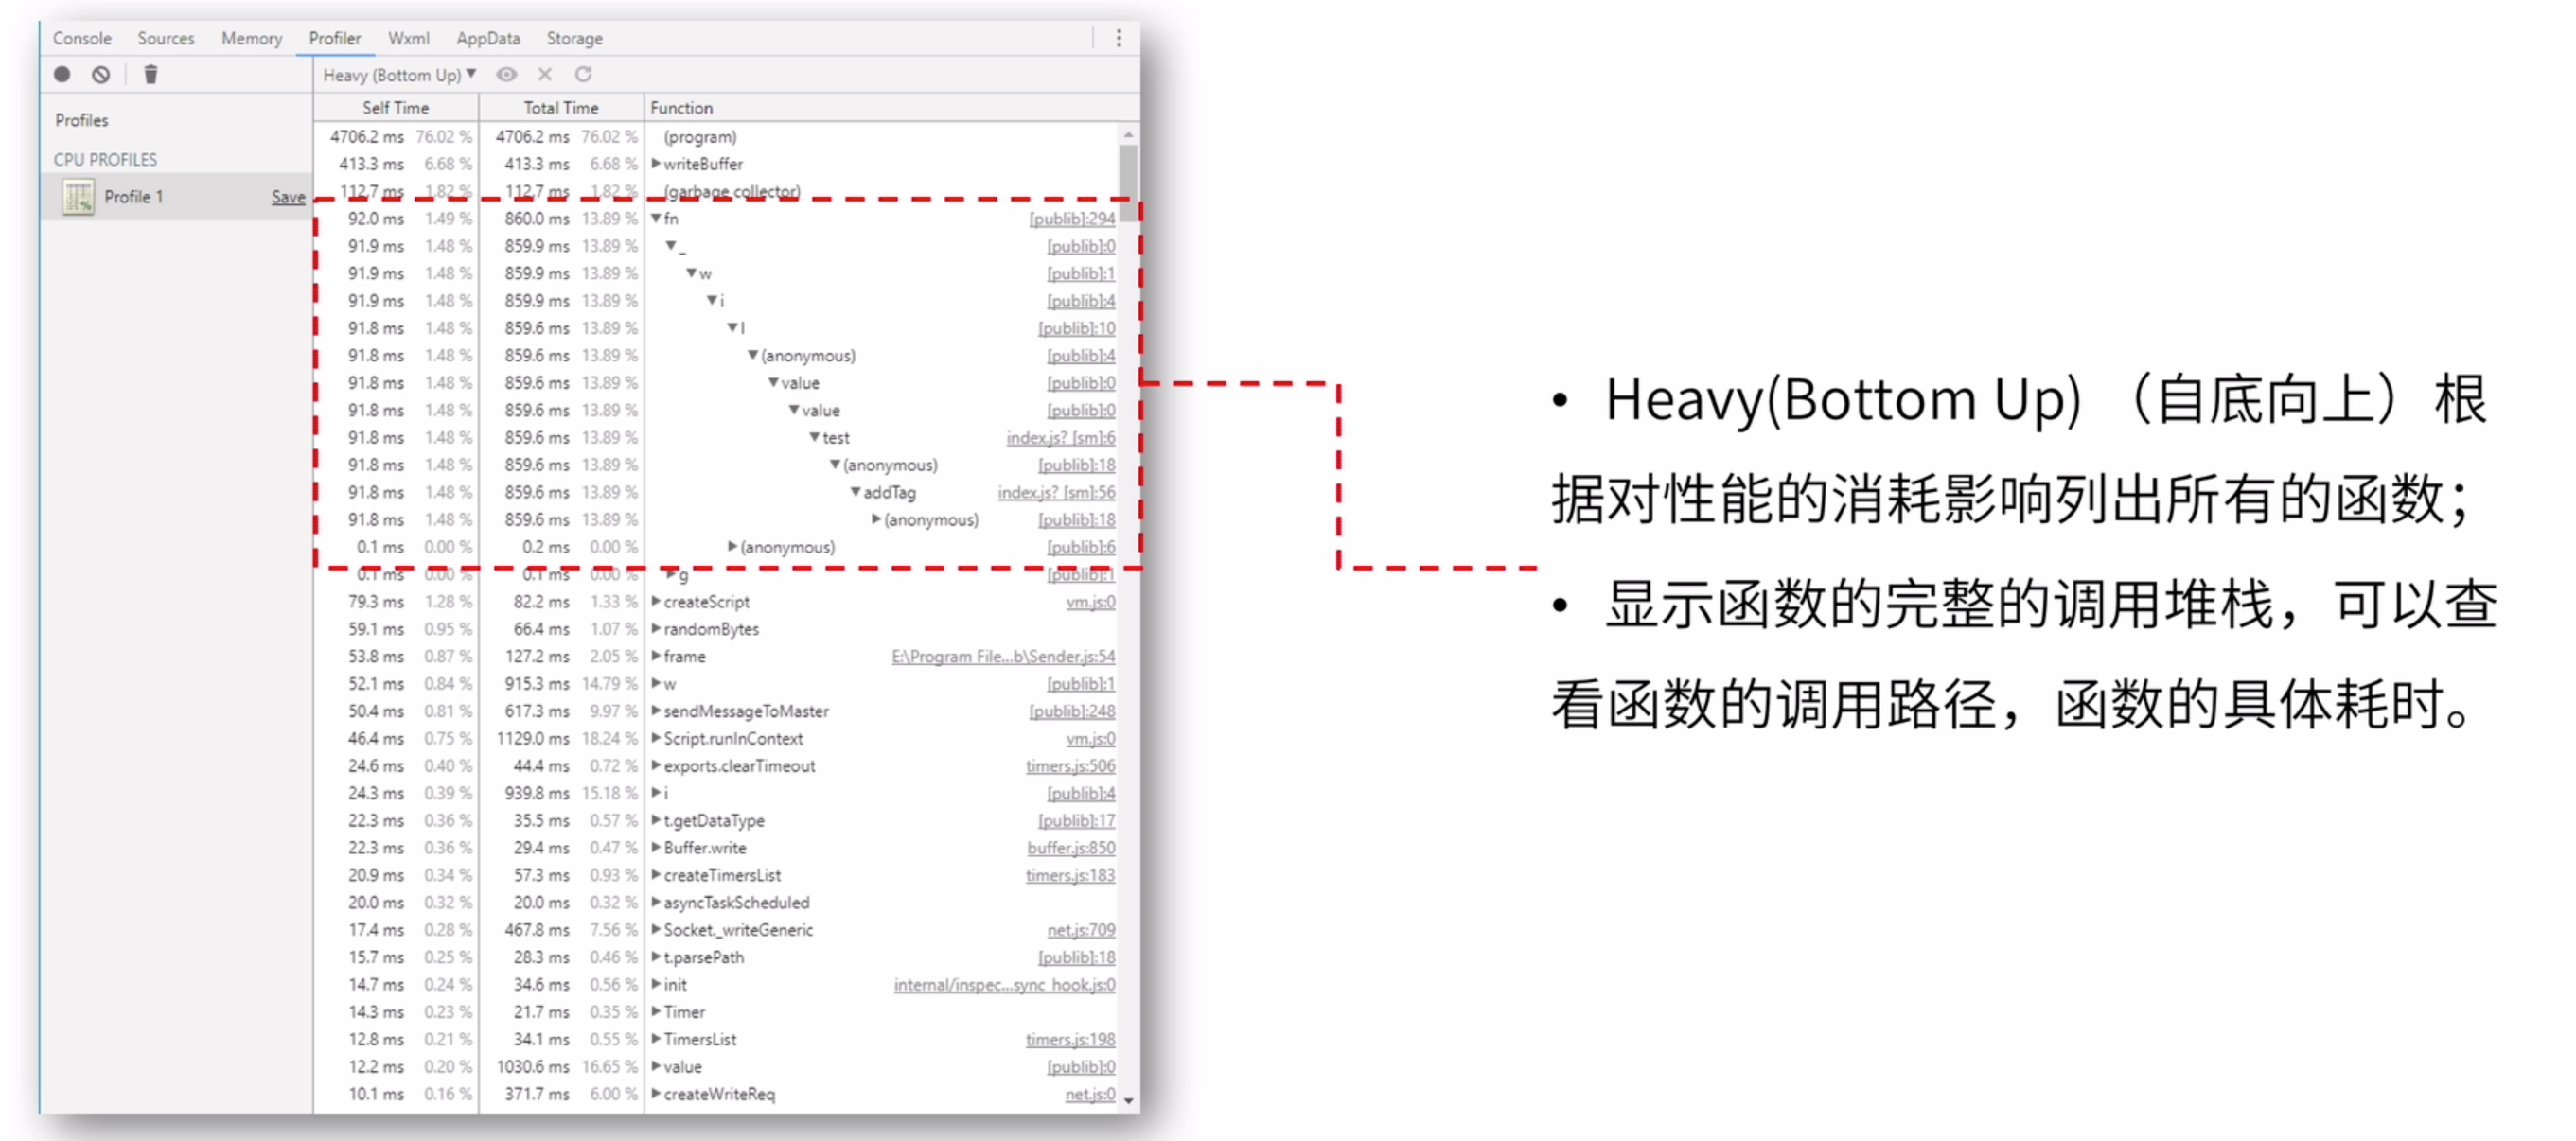 Console Sources Memory Profiler Wxml AppData Storage
Heavy (Bottom Up)
Self Time Total Time Function
Profiles
CPU PROFILES
Profile 1 Save
4706.2 ms 76.02 % 4706.2 ms 76.02 % (program)
413.3 ms 6.68 % 413.3 ms 6.68 % writeBuffer
112.7 ms 1.82 % 112.7 ms 1.82 % (garbage collector)
92.0 ms 1.49 % 860.0 ms 13.89 % fn [publib]:294
91.9 ms 1.48 % 859.9 ms 13.89 % _ [publib]:0
91.9 ms 1.48 % 859.9 ms 13.89 % w [publib]:1
91.9 ms 1.48 % 859.9 ms 13.89 % i [publib]:4
91.8 ms 1.48 % 859.6 ms 13.89 % l [publib]:10
91.8 ms 1.48 % 859.6 ms 13.89 % (anonymous) [publib]:4
91.8 ms 1.48 % 859.6 ms 13.89 % value [publib]:0
91.8 ms 1.48 % 859.6 ms 13.89 % value [publib]:0
91.8 ms 1.48 % 859.6 ms 13.89 % test index.js? [sm]:6
91.8 ms 1.48 % 859.6 ms 13.89 % (anonymous) [publib]:18
91.8 ms 1.48 % 859.6 ms 13.89 % addTag index.js? [sm]:56
91.8 ms 1.48 % 859.6 ms 13.89 % (anonymous) [publib]:18
0.1 ms 0.00 % 0.2 ms 0.00 % (anonymous) [publib]:6
0.1 ms 0.00 % 0.1 ms 0.00 % g [publib]:1
79.3 ms 1.28 % 82.2 ms 1.33 % createScript vm.js:0
59.1 ms 0.95 % 66.4 ms 1.07 % randomBytes
53.8 ms 0.87 % 127.2 ms 2.05 % frame E:\Program File...b\Sender.js:54
52.1 ms 0.84 % 915.3 ms 14.79 % w [publib]:1
50.4 ms 0.81 % 617.3 ms 9.97 % sendMessageToMaster [publib]:248
46.4 ms 0.75 % 1129.0 ms 18.24 % Script.runInContext vm.js:0
24.6 ms 0.40 % 44.4 ms 0.72 % exports.clearTimeout timers.js:506
24.3 ms 0.39 % 939.8 ms 15.18 % i [publib]:4
22.3 ms 0.36 % 35.5 ms 0.57 % t.getDataType [publib]:17
22.3 ms 0.36 % 29.4 ms 0.47 % Buffer.write buffer.js:850
20.9 ms 0.34 % 57.3 ms 0.93 % createTimersList timers.js:183
20.0 ms 0.32 % 20.0 ms 0.32 % asyncTaskScheduled
17.4 ms 0.28 % 467.8 ms 7.56 % Socket._writeGeneric net.js:709
15.7 ms 0.25 % 28.3 ms 0.46 % t.parsePath [publib]:18
14.7 ms 0.24 % 34.6 ms 0.56 % init internal/inspec...sync_hook.js:0
14.3 ms 0.23 % 21.7 ms 0.35 % Timer
12.8 ms 0.21 % 34.1 ms 0.55 % TimersList timers.js:198
12.2 ms 0.20 % 1030.6 ms 16.65 % value [publib]:0
10.1 ms 0.16 % 371.7 ms 6.00 % createWriteReq net.js:0
• Heavy(Bottom Up) （自底向上）根
据对性能的消耗影响列出所有的函数；
• 显示函数的完整的调用堆栈，可以查
看函数的调用路径，函数的具体耗时。